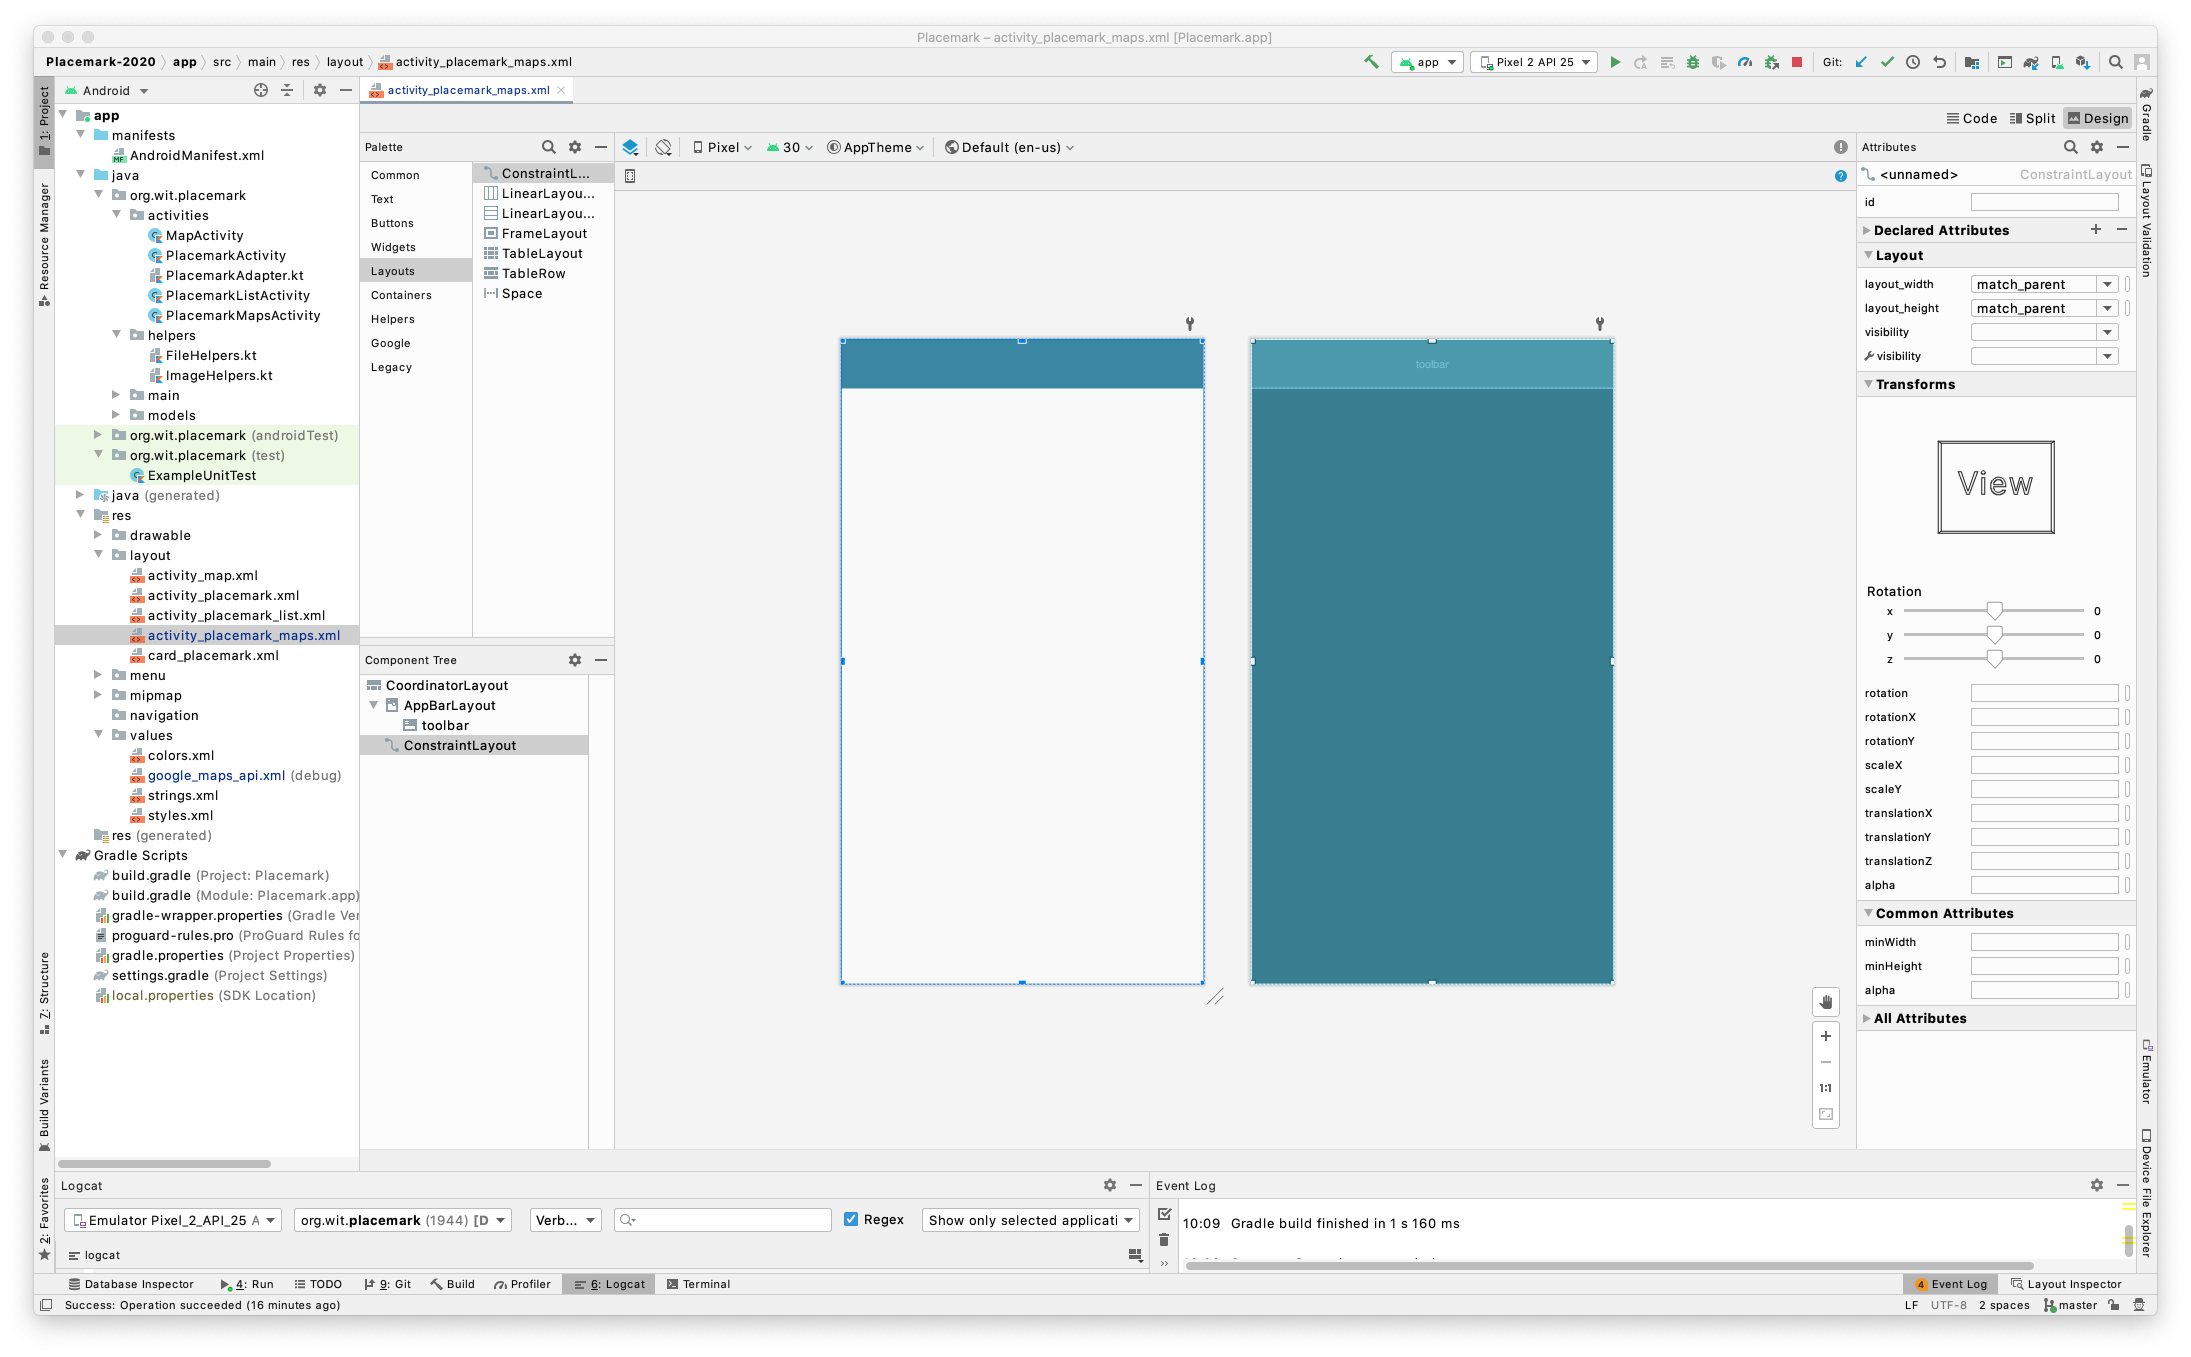 Placemark – activity_placemark_maps.xml [Placemark.app]
Placemark-2020 app src main res layout activity_placemark_maps.xml
app Pixel 2 API 25 Git:
1: Project
Resource Manager
Z: Structure
Build Variants
2: Favorites
Android
app
manifests
AndroidManifest.xml
java
org.wit.placemark
activities
MapActivity
PlacemarkActivity
PlacemarkAdapter.kt
PlacemarkListActivity
PlacemarkMapsActivity
helpers
FileHelpers.kt
ImageHelpers.kt
main
models
org.wit.placemark (androidTest)
org.wit.placemark (test)
ExampleUnitTest
java (generated)
res
drawable
layout
activity_map.xml
activity_placemark.xml
activity_placemark_list.xml
activity_placemark_maps.xml
card_placemark.xml
menu
mipmap
navigation
values
colors.xml
google_maps_api.xml (debug)
strings.xml
styles.xml
res (generated)
Gradle Scripts
build.gradle (Project: Placemark)
build.gradle (Module: Placemark.app)
gradle-wrapper.properties (Gradle Ver
proguard-rules.pro (ProGuard Rules fo
gradle.properties (Project Properties)
settings.gradle (Project Settings)
local.properties (SDK Location)
activity_placemark_maps.xml
Code Split Design
Palette
Common
Text
Buttons
Widgets
Layouts
Containers
Helpers
Google
Legacy
ConstraintL...
LinearLayou...
LinearLayou...
FrameLayout
TableLayout
TableRow
Space
Component Tree
CoordinatorLayout
AppBarLayout
toolbar
ConstraintLayout
Pixel 30 AppTheme Default (en-us)
toolbar
1:1
Attributes
<unnamed> ConstraintLayout
id
Declared Attributes
Layout
layout_width match_parent
layout_height match_parent
visibility
visibility
Transforms
View
Rotation
x 0
y 0
z 0
rotation
rotationX
rotationY
scaleX
scaleY
translationX
translationY
translationZ
alpha
Common Attributes
minWidth
minHeight
alpha
All Attributes
Gradle
Layout Validation
Emulator
Device File Explorer
Logcat
Emulator Pixel_2_API_25 A org.wit.placemark (1944) [D Verb... Regex Show only selected applicati
logcat
Event Log
10:09 Gradle build finished in 1 s 160 ms
Database Inspector 4: Run TODO 9: Git Build Profiler 6: Logcat Terminal 4 Event Log Layout Inspector
Success: Operation succeeded (16 minutes ago) LF UTF-8 2 spaces master